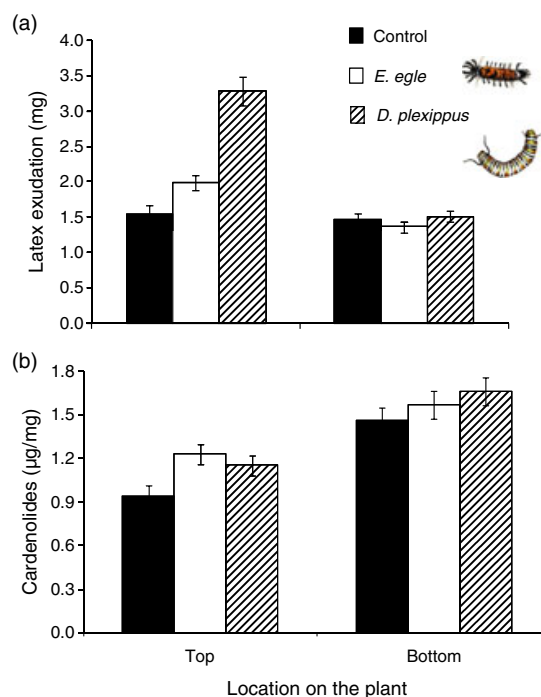 (a)
Latex exudation (mg)
4.0
3.5
3.0
2.5
2.0
1.5
1.0
0.5
0.0
Control
E. egle
D. plexippus
(b)
Cardenolides (µg/mg)
1.8
1.5
1.2
0.9
0.6
0.3
0.0
Top Bottom
Location on the plant